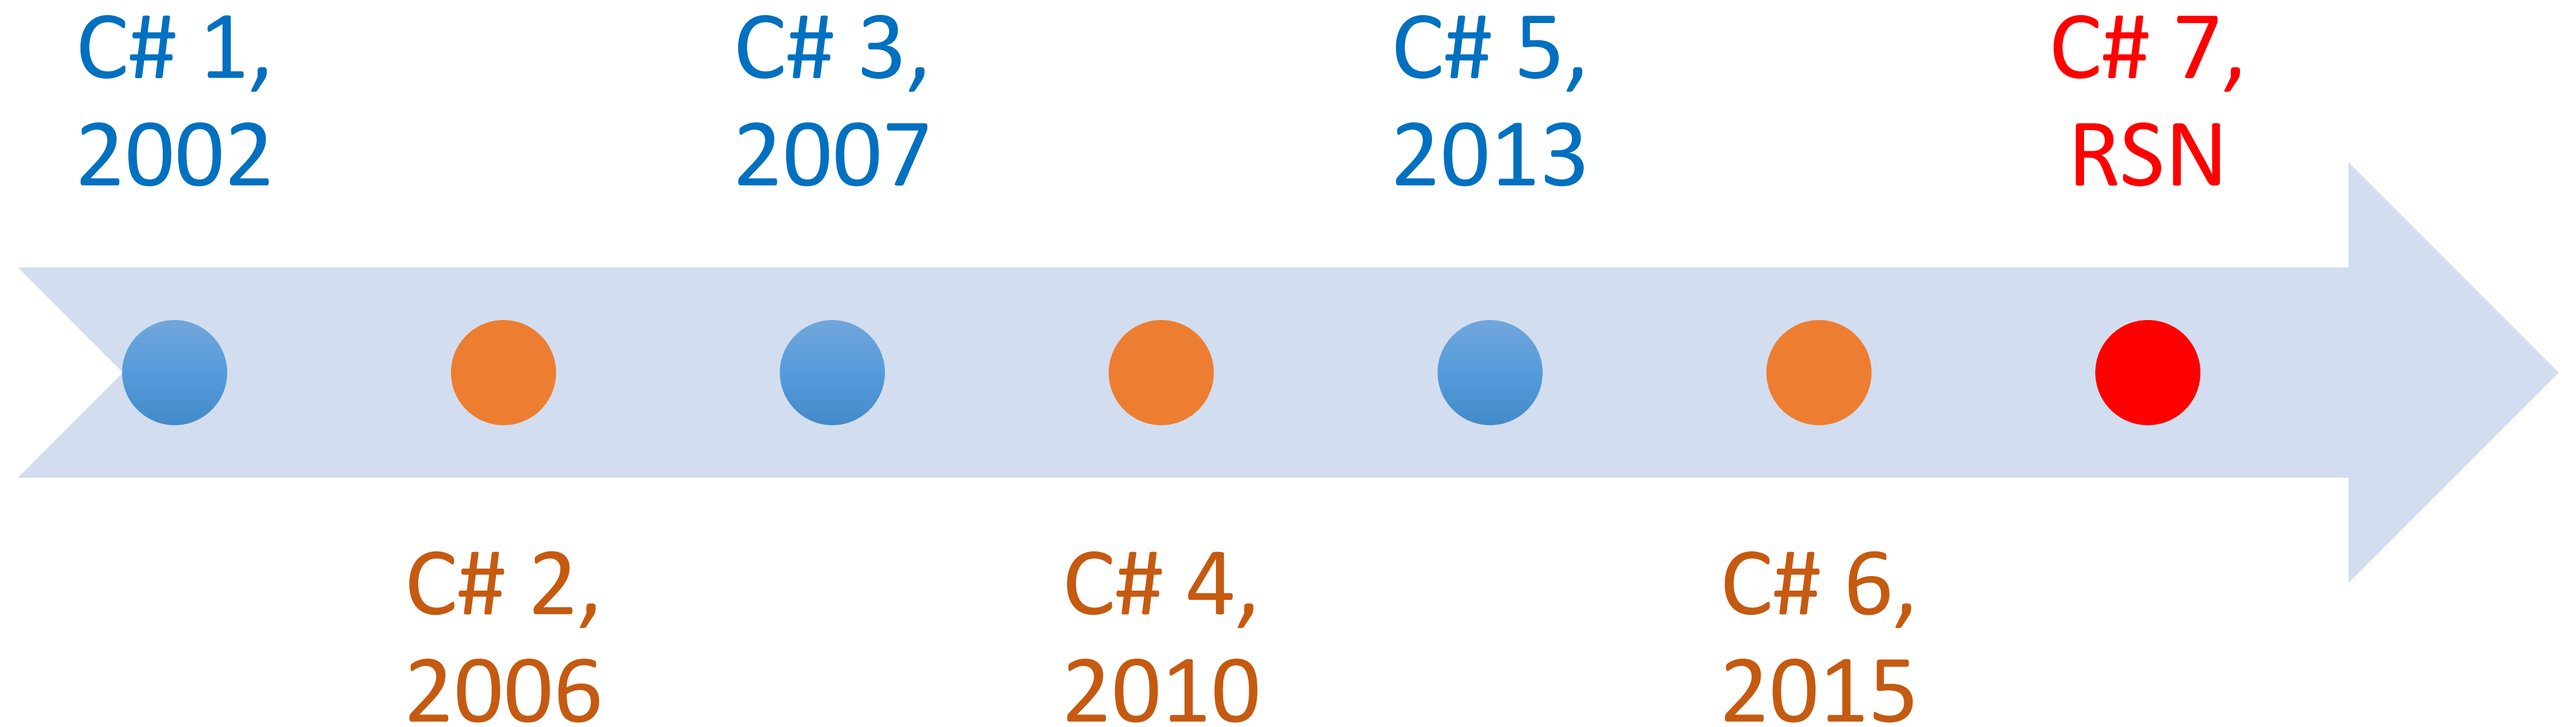 C# 1,
2002
C# 3,
2007
C# 5,
2013
C# 7,
RSN
C# 2,
2006
C# 4,
2010
C# 6,
2015